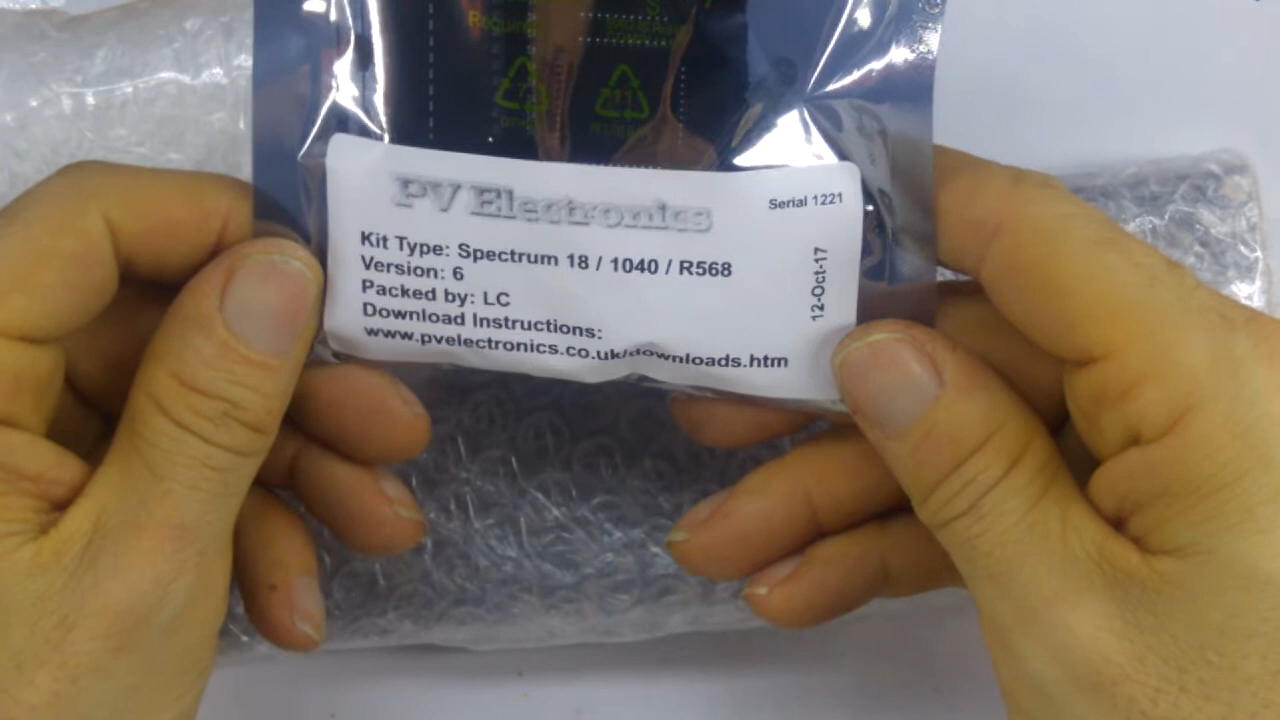 Required
PV Electronics
Serial 1221
Kit Type: Spectrum 18 / 1040 / R568
Version: 6
Packed by: LC
Download Instructions:
www.pvelectronics.co.uk/downloads.htm
12-Oct-17